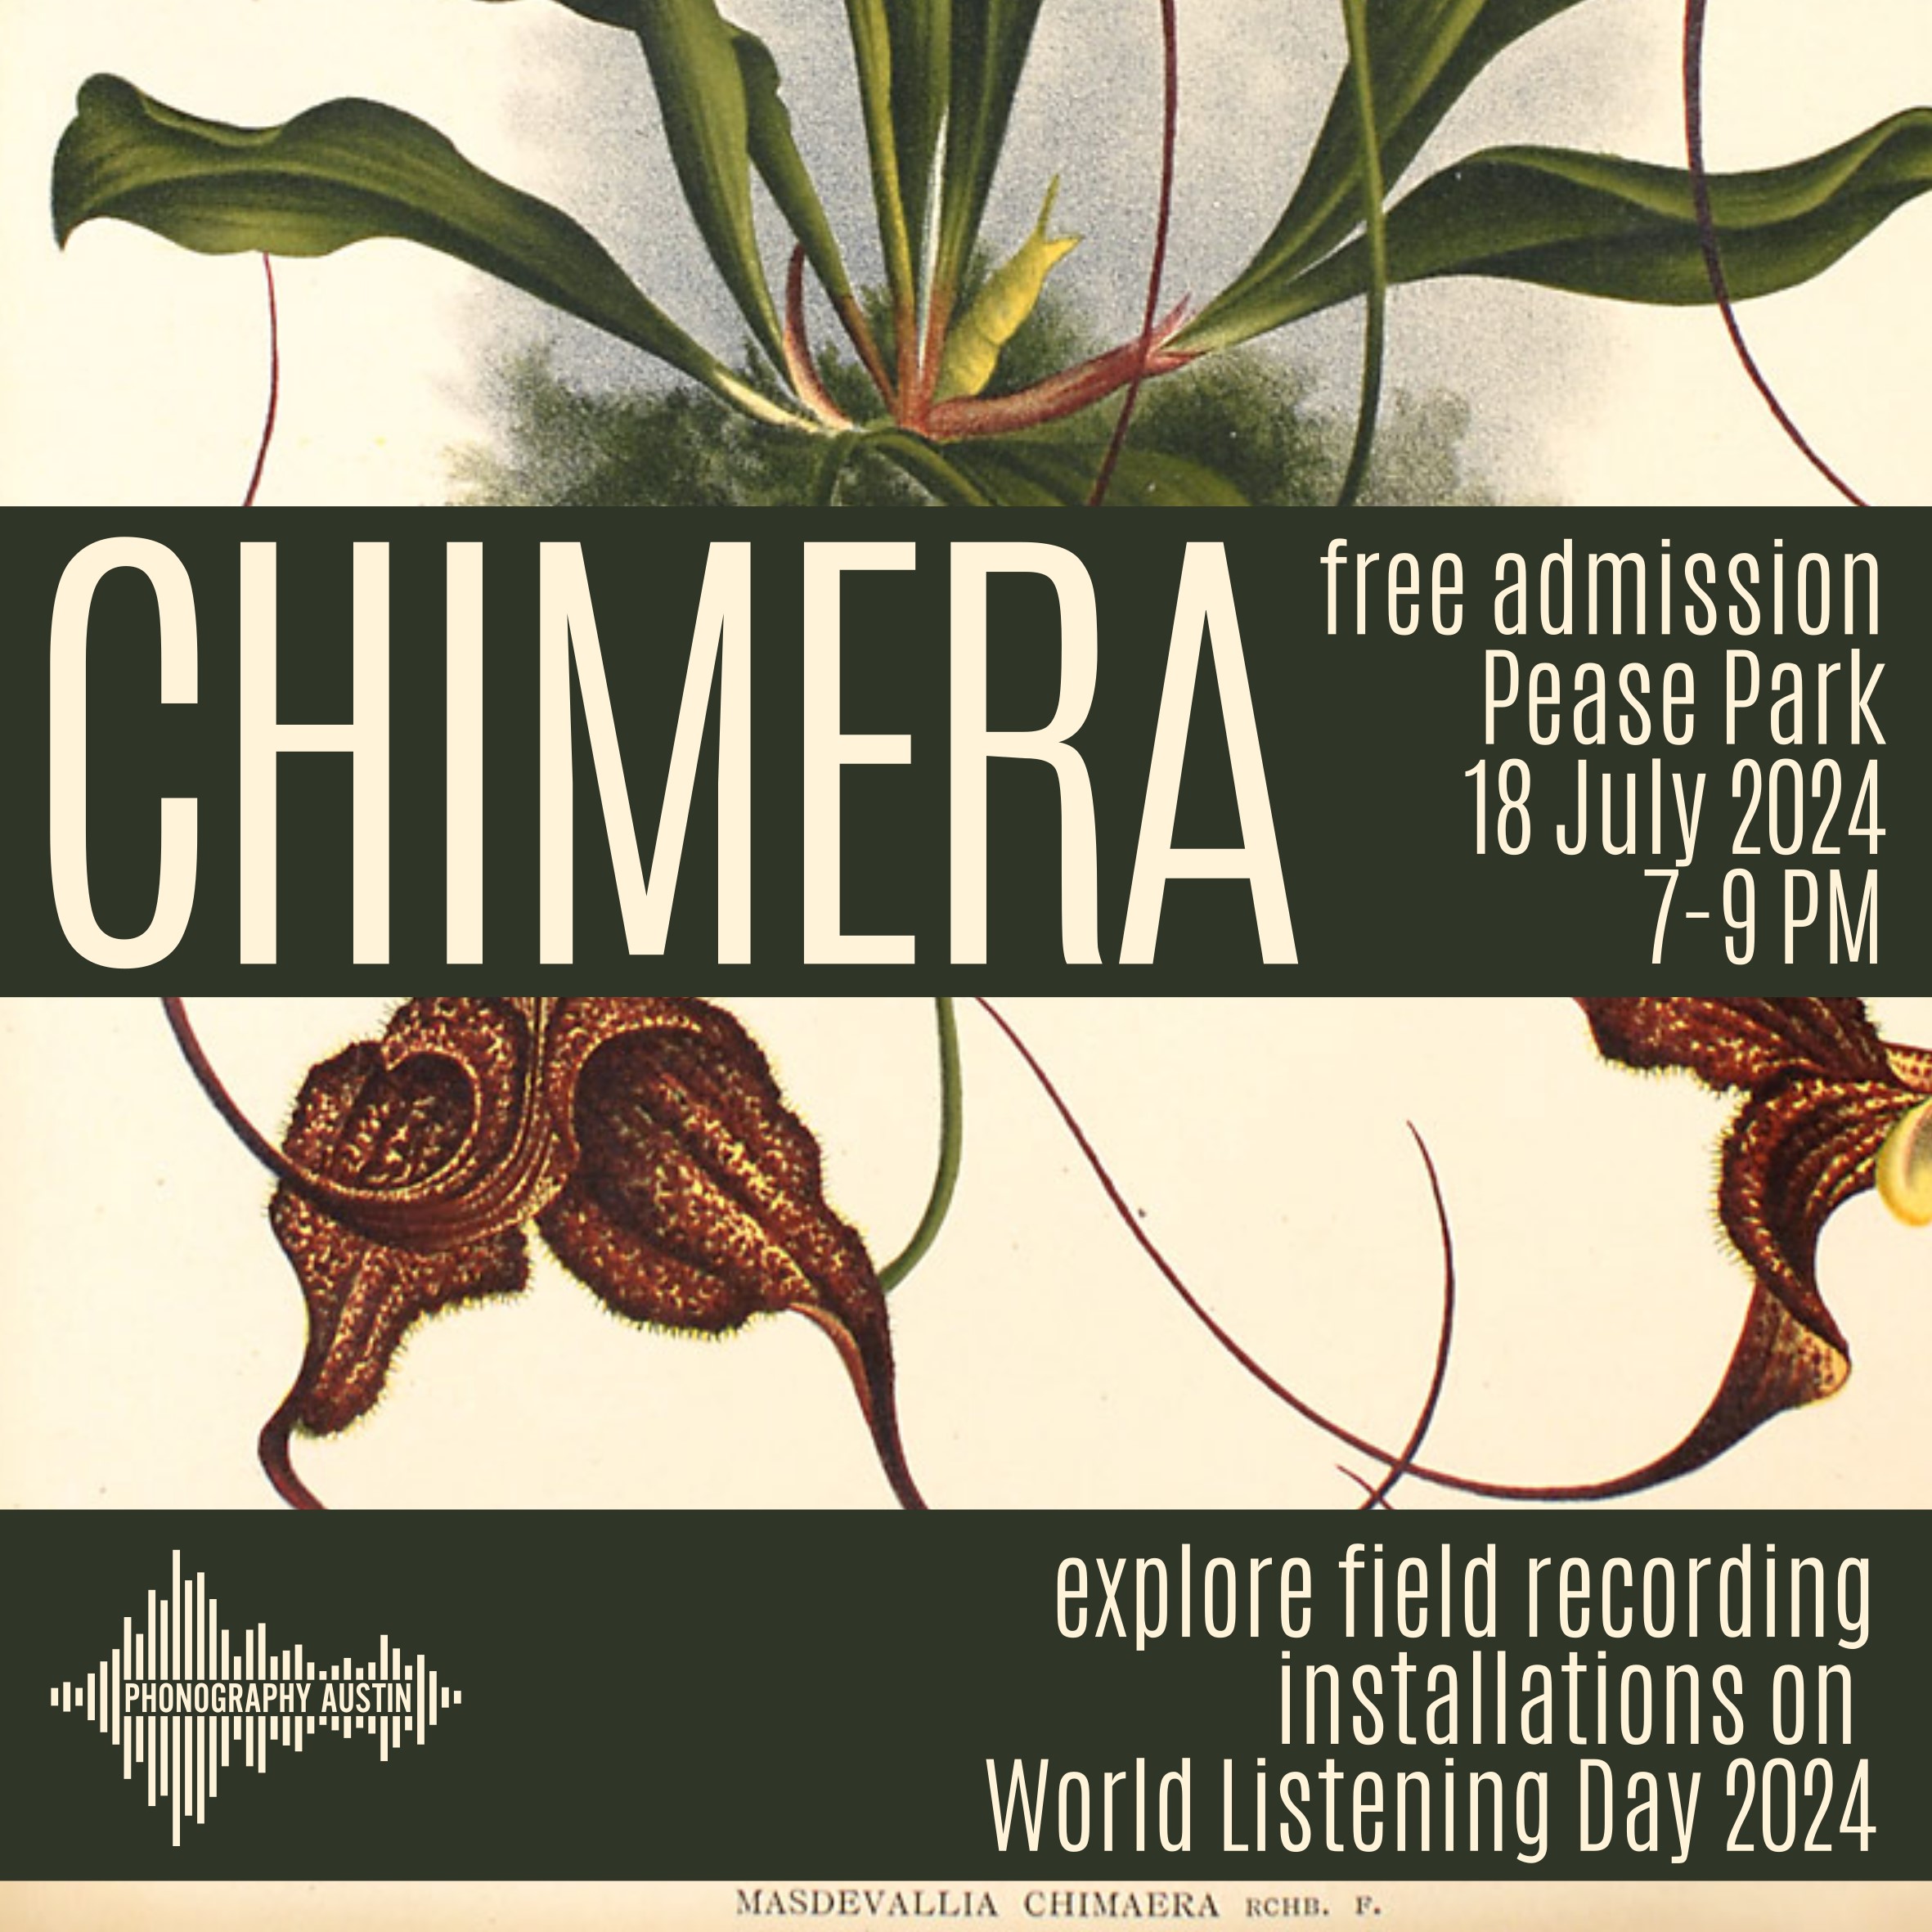 CHIMERA
free admission
Pease Park
18 July 2024
7-9 PM
PHONOGRAPHY AUSTIN
explore field recording
installations on
World Listening Day 2024
MASDEVALLIA CHIMAERA RCHB. F.